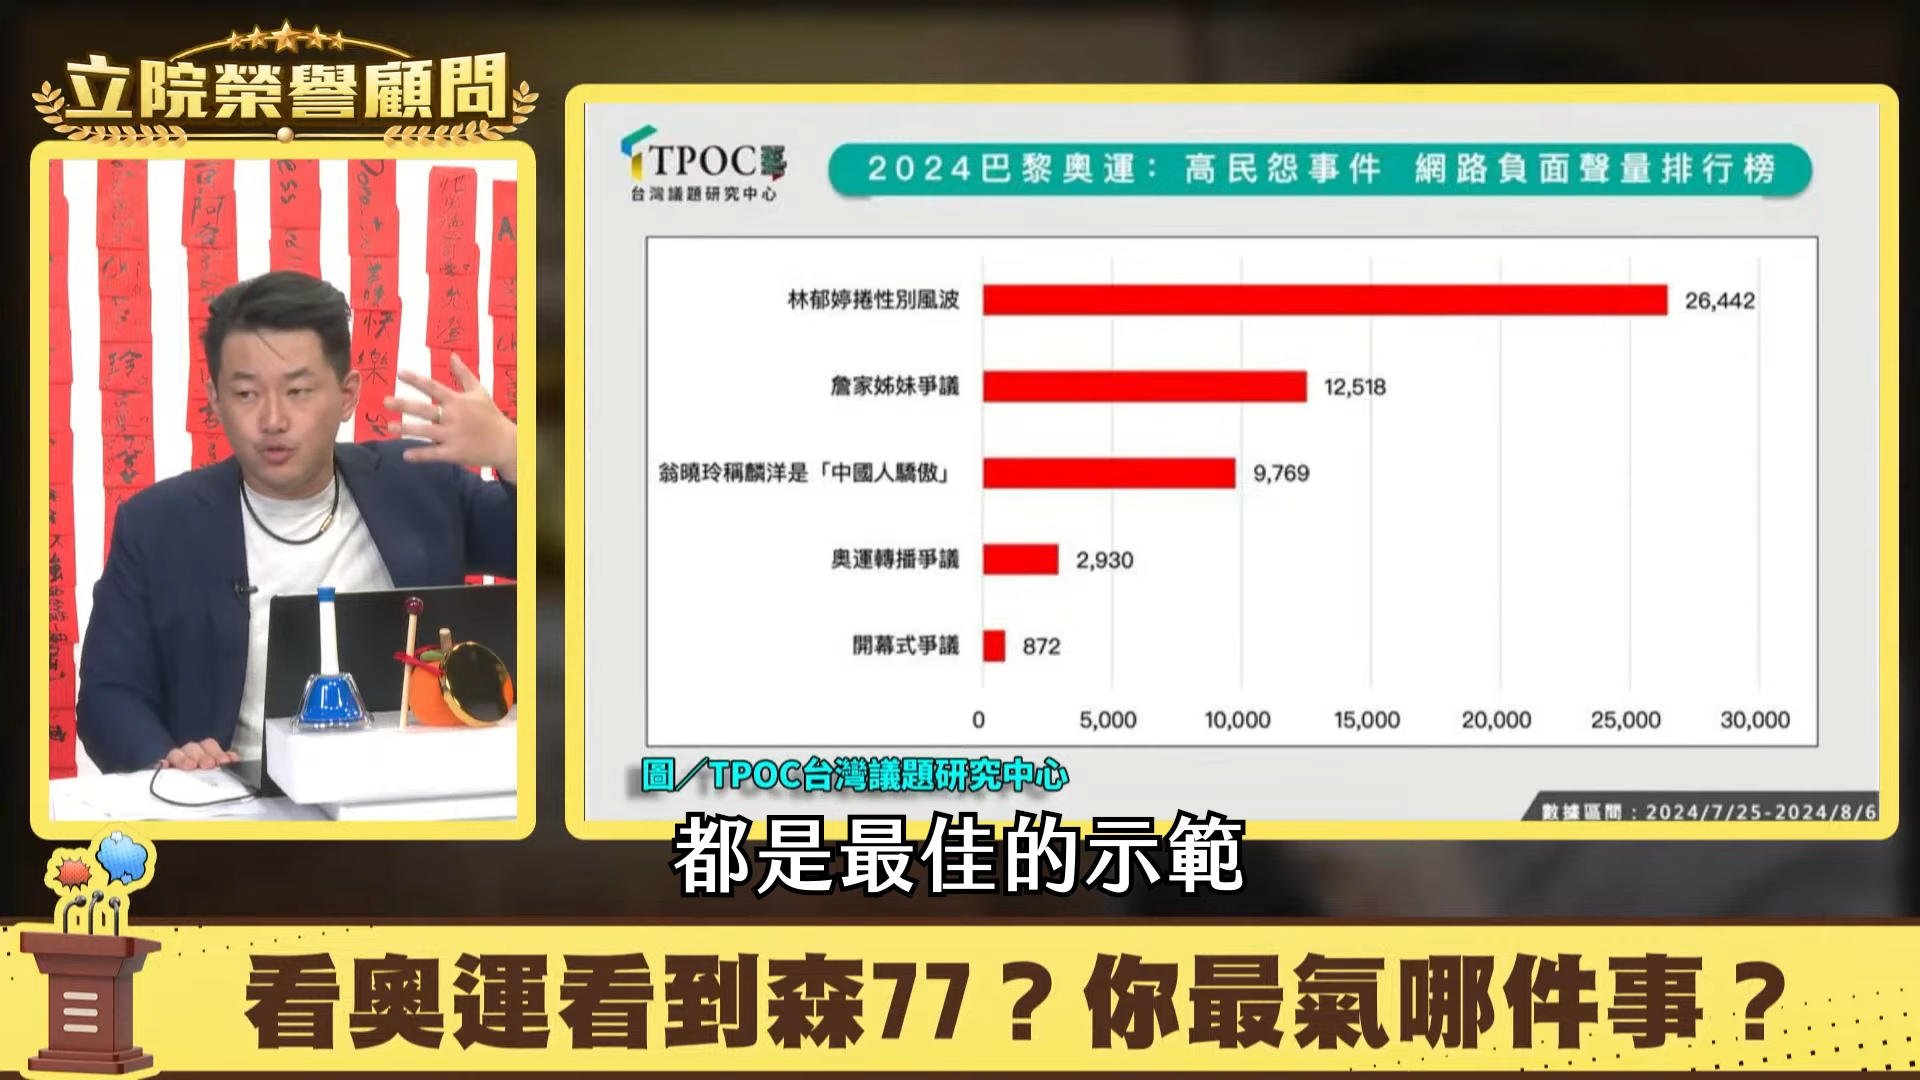 立院榮譽顧問
TPOC
台灣議題研究中心
2024巴黎奧運：高民怨事件 網路負面聲量排行榜
林郁婷捲性別風波 26,442
詹家姊妹爭議 12,518
翁曉玲稱麟洋是「中國人驕傲」 9,769
奧運轉播爭議 2,930
開幕式爭議 872
0 5,000 10,000 15,000 20,000 25,000 30,000
圖／TPOC台灣議題研究中心
數據區間：2024/7/25-2024/8/6
都是最佳的示範
看奧運看到森77？你最氣哪件事？